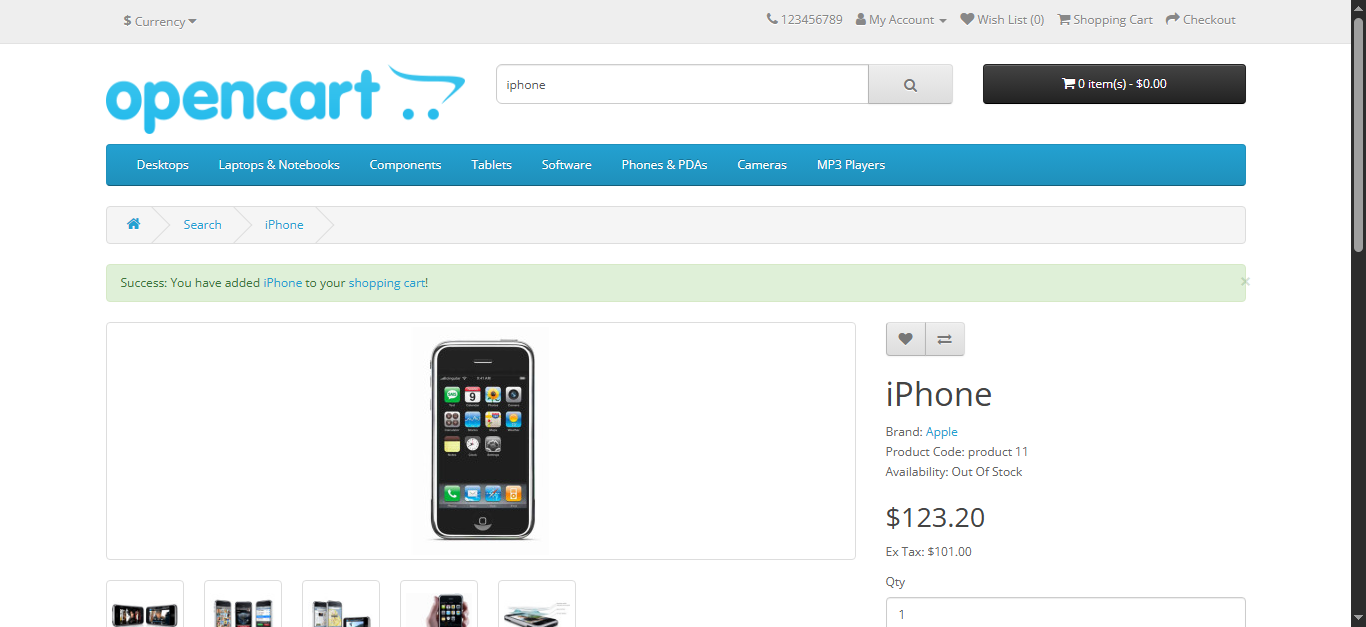 $ Currency
123456789 My Account Wish List (0) Shopping Cart Checkout
opencart
iphone
0 item(s) - $0.00
Desktops Laptops & Notebooks Components Tablets Software Phones & PDAs Cameras MP3 Players
Search iPhone
Success: You have added iPhone to your shopping cart!
×
iPhone
Brand: Apple
Product Code: product 11
Availability: Out Of Stock
$123.20
Ex Tax: $101.00
Qty
1